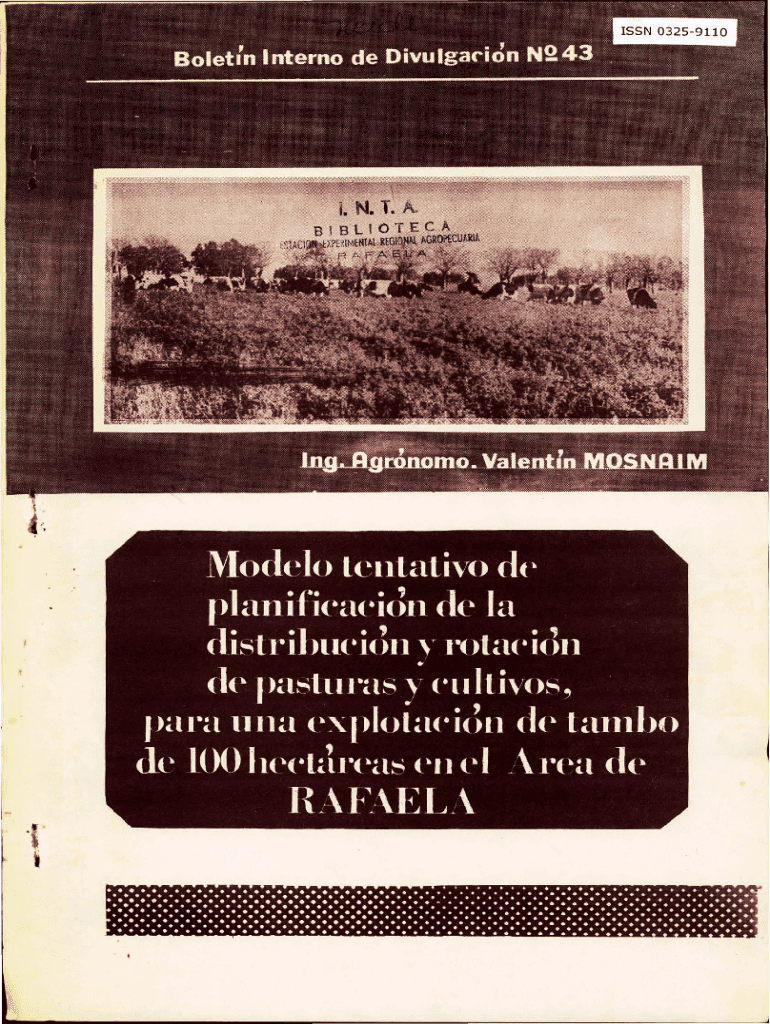 ISSN 0325-9110
Boletín Interno de Divulgación Nº 43
I. N. T. A.
BIBLIOTECA
ESTACION EXPERIMENTAL REGIONAL AGROPECUARIA
RAFAELA
Ing. Agrónomo. Valentín MOSNAIM
Modelo tentativo de
planificación de la
distribución y rotación
de pasturas y cultivos,
para una explotación de tambo
de 100 hectáreas en el Area de
RAFAELA